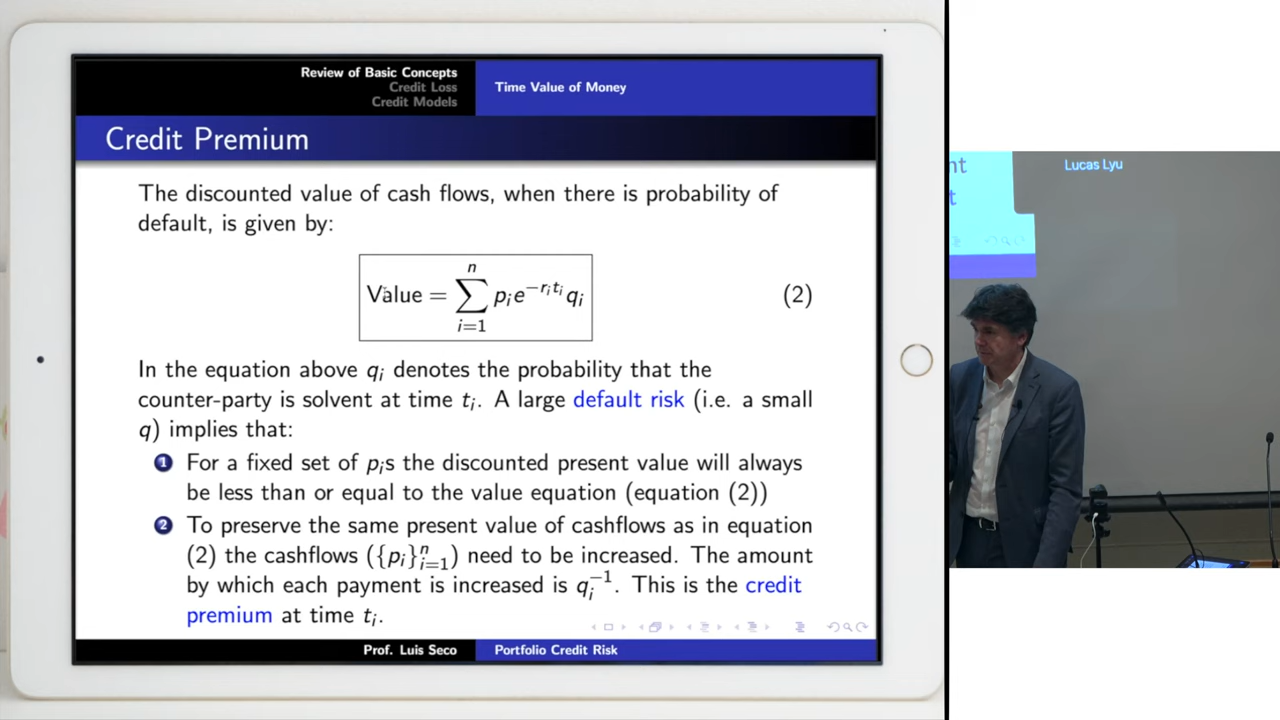 Review of Basic Concepts
Credit Loss
Credit Models
Time Value of Money
Credit Premium
The discounted value of cash flows, when there is probability of
default, is given by:
Value = \sum_{i=1}^{n} p_i e^{-r_i t_i} q_i
(2)
In the equation above q_i denotes the probability that the
counter-party is solvent at time t_i. A large default risk (i.e. a small
q) implies that:
1 For a fixed set of p_is the discounted present value will always
be less than or equal to the value equation (equation (2))
2 To preserve the same present value of cashflows as in equation
(2) the cashflows ({p_i}_{i=1}^{n}) need to be increased. The amount
by which each payment is increased is q_i^{-1}. This is the credit
premium at time t_i.
Prof. Luis Seco
Portfolio Credit Risk
nt
t
Lucas Lyu